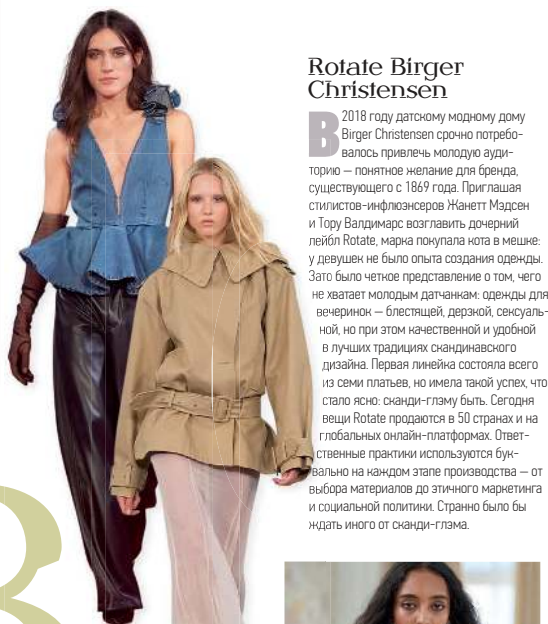 Rotate Birger
Christensen
В 2018 году датскому модному дому
Birger Christensen срочно потребо-
валось привлечь молодую ауди-
торию — понятное желание для бренда,
существующего с 1869 года. Приглашая
стилистов-инфлюэнсеров Жанетт Мадсен
и Тору Валдимарс возглавить дочерний
лейбл Rotate, марка покупала кота в мешке:
у девушек не было опыта создания одежды.
Зато было четкое представление о том, чего
не хватает молодым датчанкам: одежды для
вечеринок — блестящей, дерзкой, сексуаль-
ной, но при этом качественной и удобной
в лучших традициях скандинавского
дизайна. Первая линейка состояла всего
из семи платьев, но имела такой успех, что
стало ясно: сканди-глэму быть. Сегодня
вещи Rotate продаются в 50 странах и на
глобальных онлайн-платформах. Ответ-
ственные практики используются бук-
вально на каждом этапе производства — от
выбора материалов до этичного маркетинга
и социальной политики. Странно было бы
ждать иного от сканди-глэма.